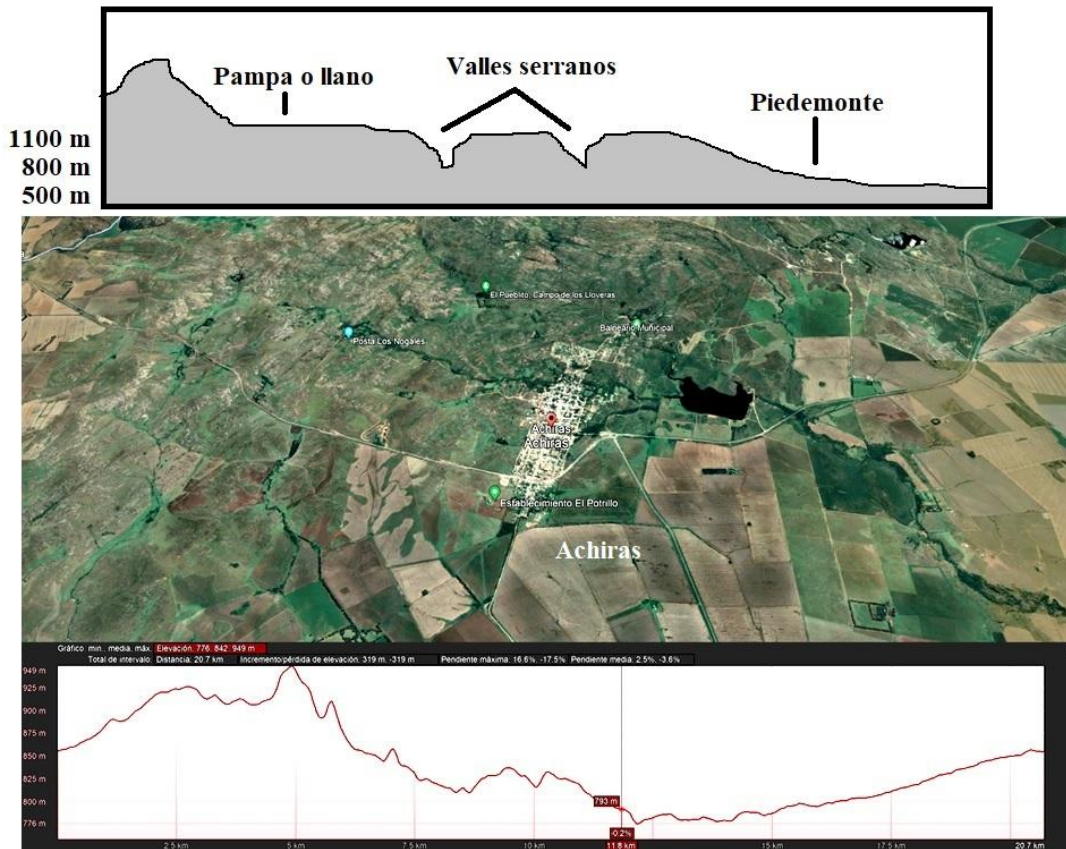 Pampa o llano
Valles serranos
Piedemonte
1100 m
800 m
500 m
El Pueblito, Campo de los Lloveras
Balneario Municipal
Posta Los Nogales
Achiras
Achiras
Establecimiento El Potrillo
Achiras
Gráfico: mín., media, máx. Elevación: 776, 842, 949 m
Total de intervalo: Distancia: 20.7 km Incremento/pérdida de elevación: 319 m, -319 m Pendiente máxima: 16.6%, -17.5% Pendiente media: 2.5%, -3.6%
949 m
925 m
900 m
875 m
850 m
825 m
800 m
776 m
793 m
-0.2%
2.5 km
5 km
7.5 km
10 km
11.8 km
15 km
17.5 km
20.7 km